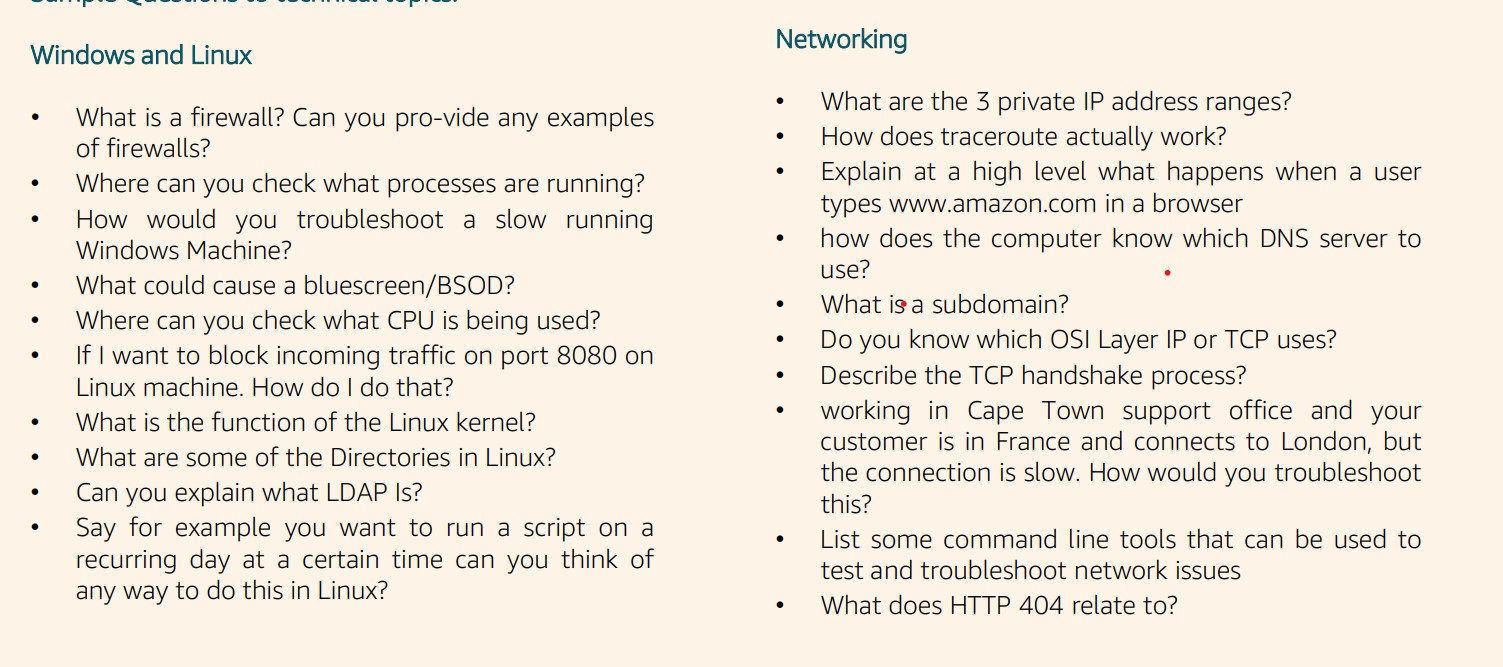 Sample Questions to technical topics:
Windows and Linux
• What is a firewall? Can you pro-vide any examples
of firewalls?
• Where can you check what processes are running?
• How would you troubleshoot a slow running
Windows Machine?
• What could cause a bluescreen/BSOD?
• Where can you check what CPU is being used?
• If I want to block incoming traffic on port 8080 on
Linux machine. How do I do that?
• What is the function of the Linux kernel?
• What are some of the Directories in Linux?
• Can you explain what LDAP Is?
• Say for example you want to run a script on a
recurring day at a certain time can you think of
any way to do this in Linux?
Networking
• What are the 3 private IP address ranges?
• How does traceroute actually work?
• Explain at a high level what happens when a user
types www.amazon.com in a browser
• how does the computer know which DNS server to
use?
• What is a subdomain?
• Do you know which OSI Layer IP or TCP uses?
• Describe the TCP handshake process?
• working in Cape Town support office and your
customer is in France and connects to London, but
the connection is slow. How would you troubleshoot
this?
• List some command line tools that can be used to
test and troubleshoot network issues
• What does HTTP 404 relate to?